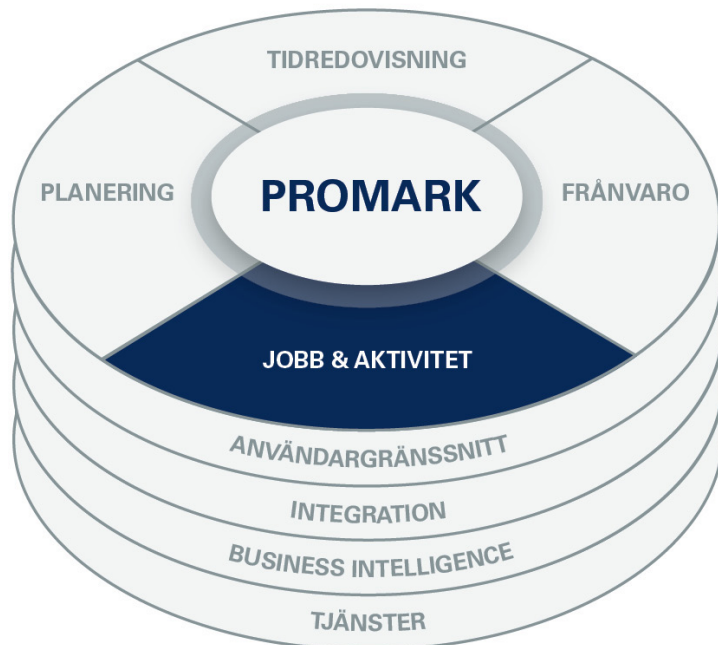 TIDREDOVISNING
PLANERING
PROMARK
FRÅNVARO
JOBB & AKTIVITET
ANVÄNDARGRÄNSSNITT
INTEGRATION
BUSINESS INTELLIGENCE
TJÄNSTER